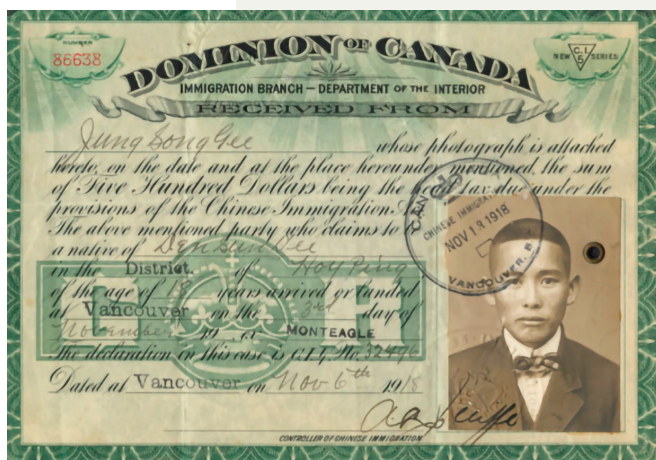 NUMBER
86638
DOMINION OF CANADA
NEW C.I. 5 SERIES
IMMIGRATION BRANCH — DEPARTMENT OF THE INTERIOR
RECEIVED FROM
Jung Song Gee whose photograph is attached
hereto, on the date and at the place hereunder mentioned, the sum
of Five Hundred Dollars being the head tax due under the
provisions of the Chinese Immigration
The above mentioned party who claims to be
a native of
in the District. of Hoy Ping
of the age of 18 years arrived or landed
at Vancouver on the 3rd day of
November 19 ex MONTEAGLE
The declaration in this case is C.I.4 No. 32496
Dated at Vancouver on Nov 6th 1918
CONTROLLER OF CHINESE IMMIGRATION
CHINESE IMMIGRATION
NOV 18 1918
VANCOUVER, B